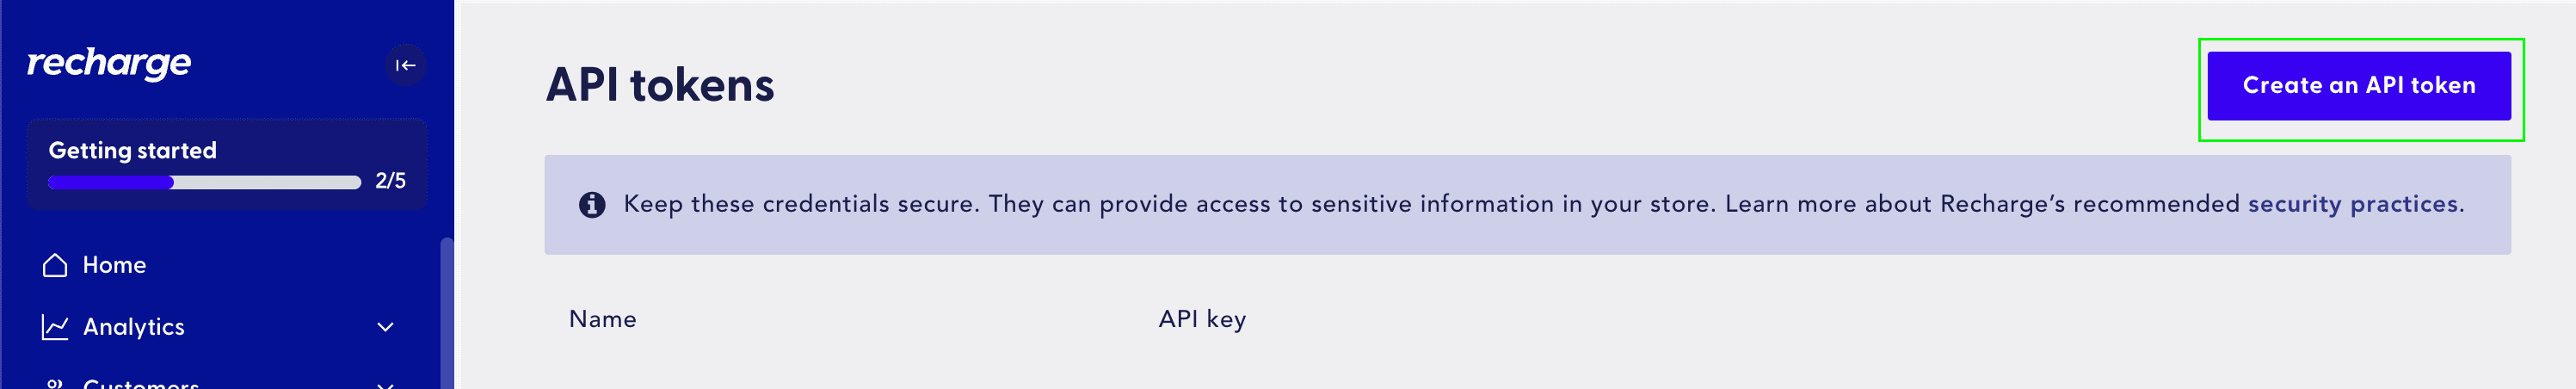 recharge
Getting started
2/5
Home
Analytics
Customers
API tokens
Create an API token
Keep these credentials secure. They can provide access to sensitive information in your store. Learn more about Recharge’s recommended security practices.
Name API key